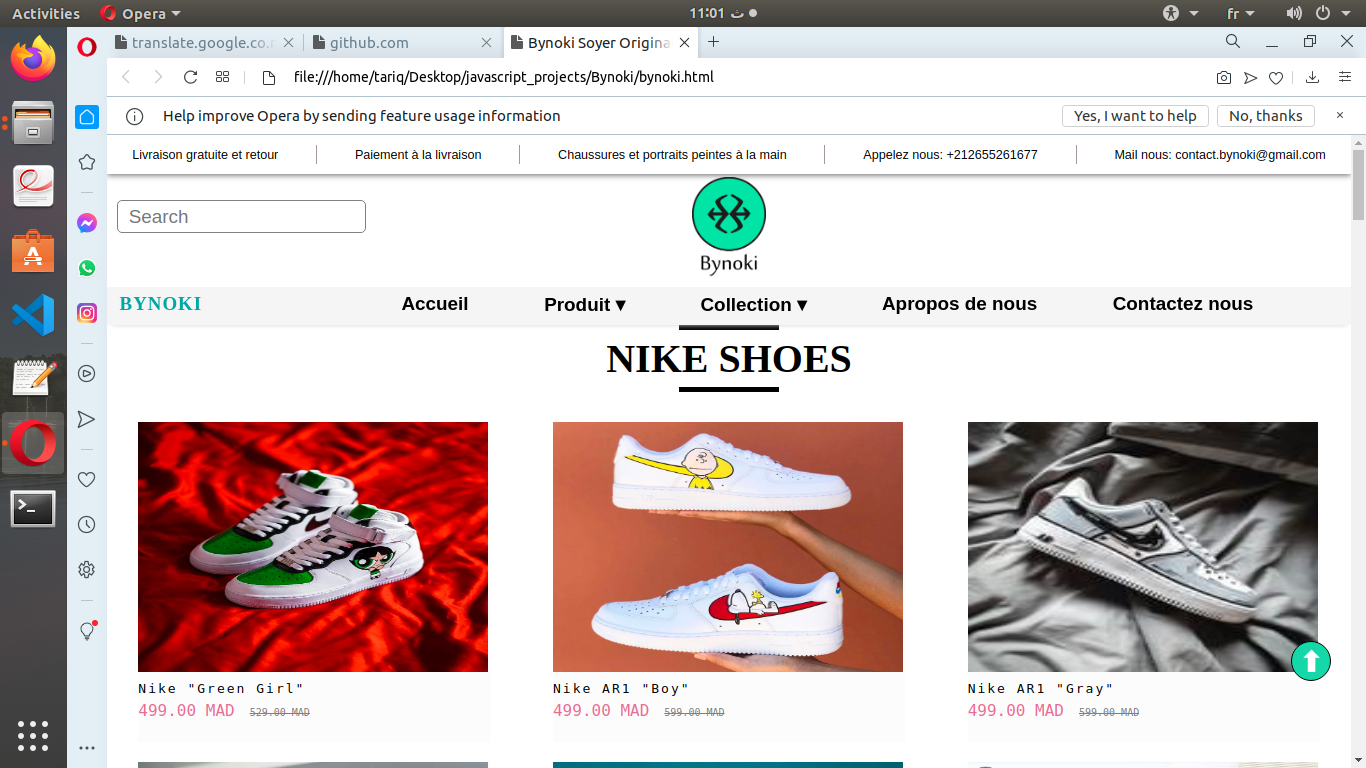 Activities
Opera
11:01 ث
fr
translate.google.co.
github.com
Bynoki Soyer Origina
file:///home/tariq/Desktop/javascript_projects/Bynoki/bynoki.html
Help improve Opera by sending feature usage information
Yes, I want to help
No, thanks
Livraison gratuite et retour
Paiement à la livraison
Chaussures et portraits peintes à la main
Appelez nous: +212655261677
Mail nous: contact.bynoki@gmail.com
Search
Bynoki
BYNOKI
Accueil
Produit ▾
Collection ▾
Apropos de nous
Contactez nous
NIKE SHOES
Nike "Green Girl"
499.00 MAD 529.00 MAD
Nike AR1 "Boy"
499.00 MAD 599.00 MAD
Nike AR1 "Gray"
499.00 MAD 599.00 MAD